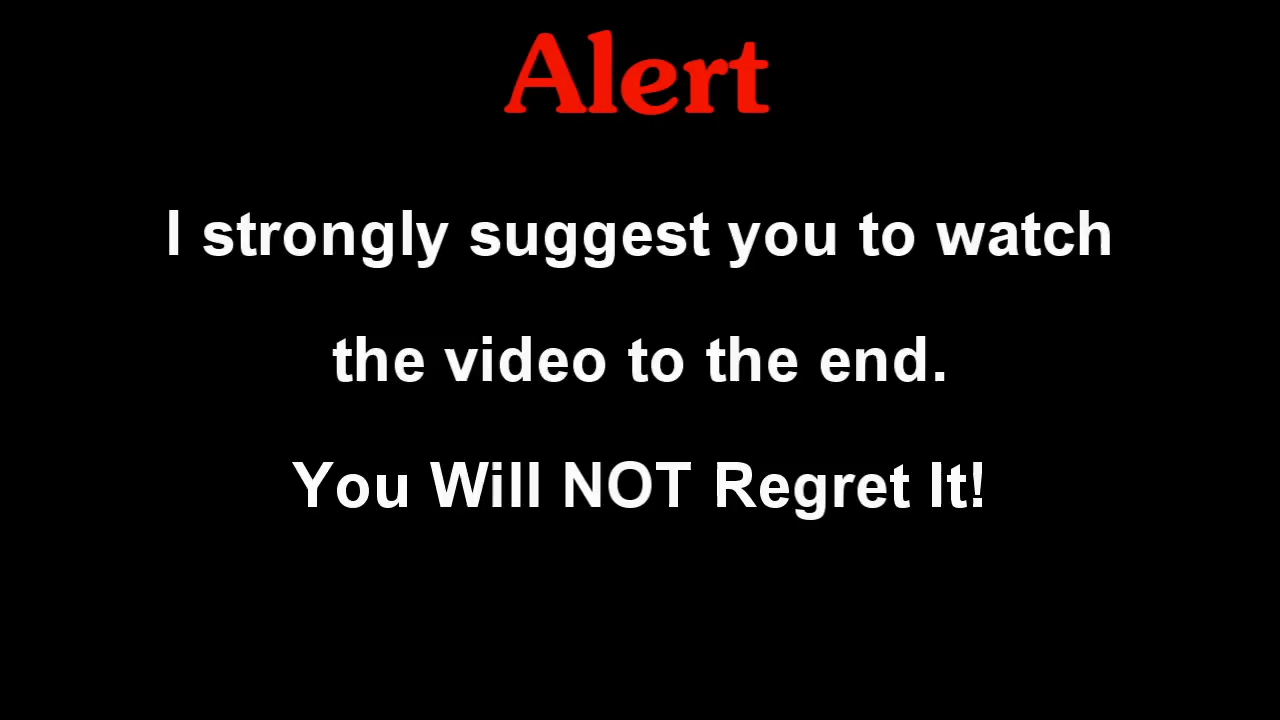 Alert
I strongly suggest you to watch
the video to the end.
You Will NOT Regret It!